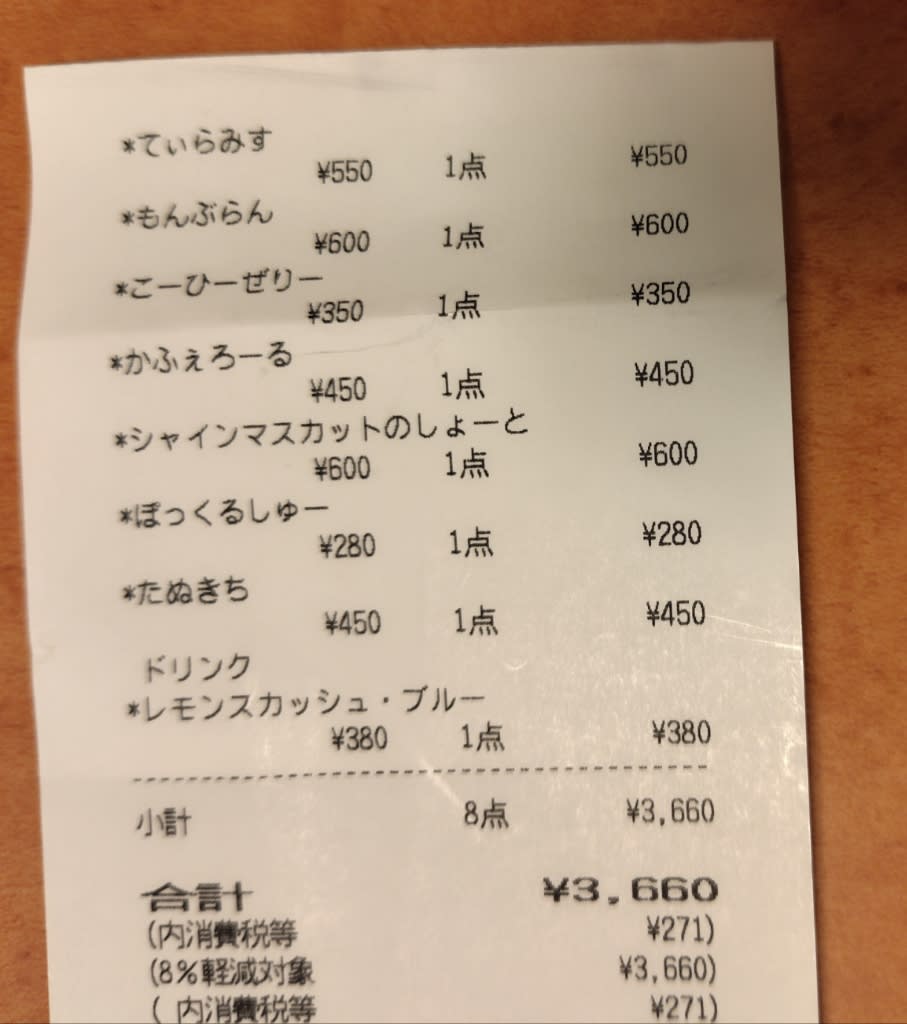 *てぃらみす
¥550 1点 ¥550
*もんぶらん
¥600 1点 ¥600
*こーひーぜりー
¥350 1点 ¥350
*かふぇろーる
¥450 1点 ¥450
*シャインマスカットのしょーと
¥600 1点 ¥600
*ぽっくるしゅー
¥280 1点 ¥280
*たぬきち
¥450 1点 ¥450
ドリンク
*レモンスカッシュ・ブルー
¥380 1点 ¥380
小計 8点 ¥3,660
合計 ¥3,660
(内消費税等 ¥271)
(8%軽減対象 ¥3,660)
( 内消費税等 ¥271)